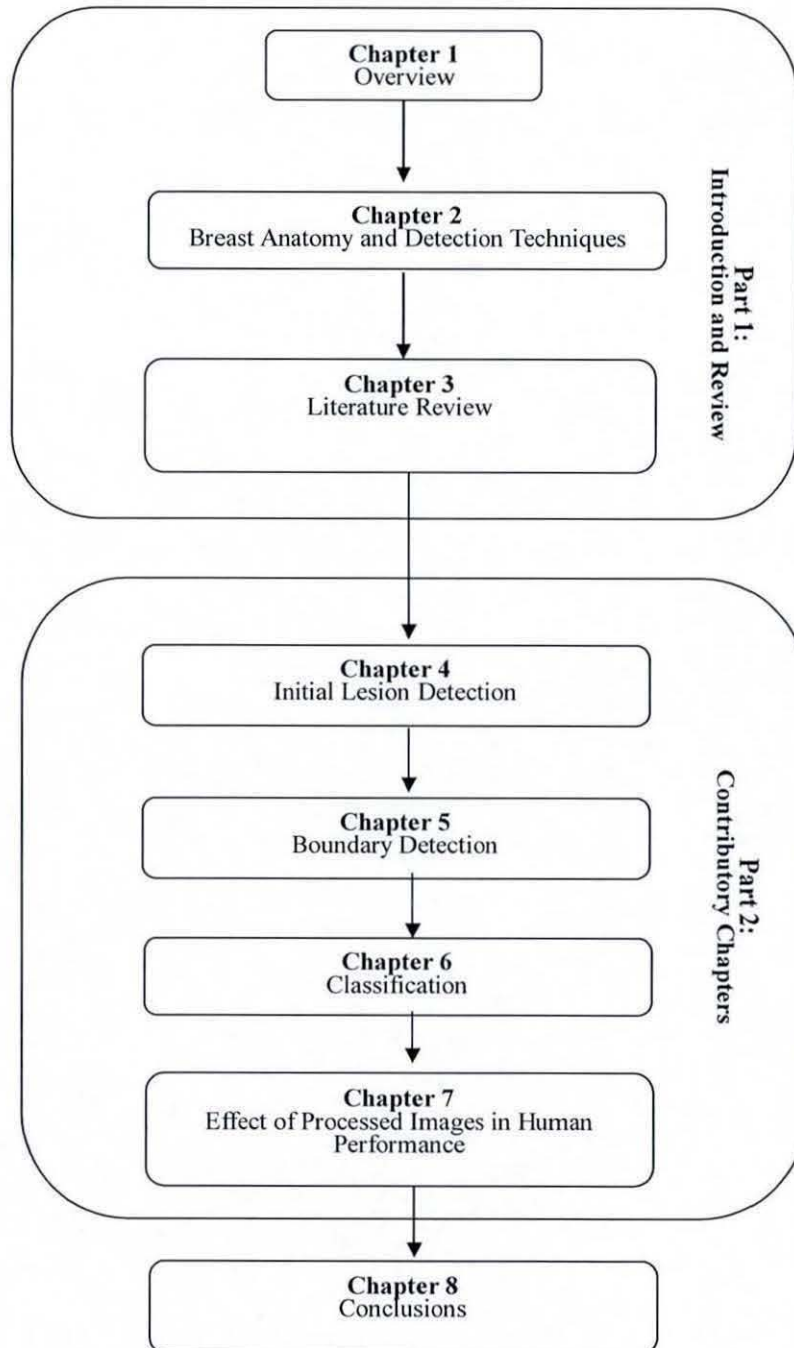 Chapter 1
Overview
Chapter 2
Breast Anatomy and Detection Techniques
Chapter 3
Literature Review
Part 1:
Introduction and Review
Chapter 4
Initial Lesion Detection
Chapter 5
Boundary Detection
Chapter 6
Classification
Chapter 7
Effect of Processed Images in Human
Performance
Part 2:
Contributory Chapters
Chapter 8
Conclusions